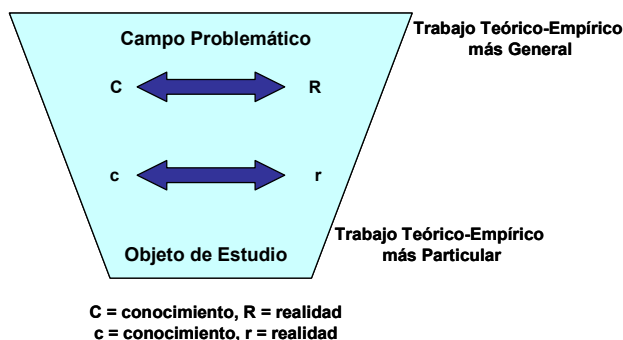 Campo Problemático
Trabajo Teórico-Empírico
más General
C R
c r
Trabajo Teórico-Empírico
más Particular
Objeto de Estudio
C = conocimiento, R = realidad
c = conocimiento, r = realidad